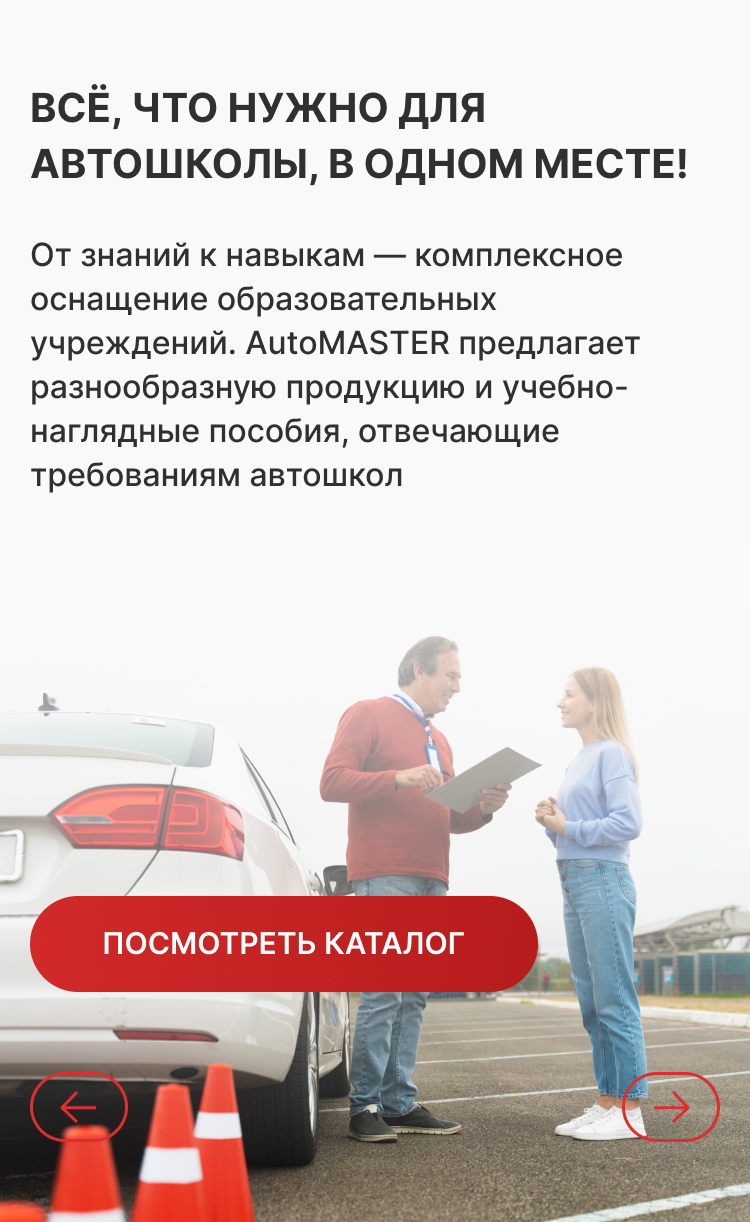 ВСЁ, ЧТО НУЖНО ДЛЯ
АВТОШКОЛЫ, В ОДНОМ МЕСТЕ!
От знаний к навыкам — комплексное
оснащение образовательных
учреждений. AutoMASTER предлагает
разнообразную продукцию и учебно-
наглядные пособия, отвечающие
требованиям автошкол
ПОСМОТРЕТЬ КАТАЛОГ